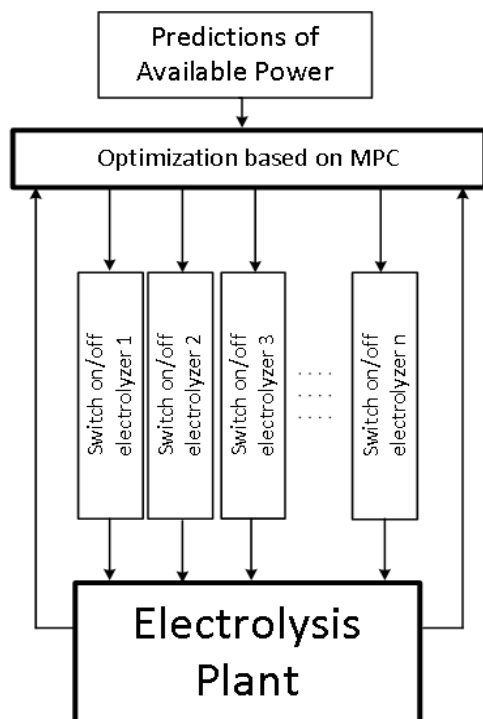 Predictions of
Available Power
Optimization based on MPC
Switch on/off
electrolyzer 1
Switch on/off
electrolyzer 2
Switch on/off
electrolyzer 3
Switch on/off
electrolyzer n
Electrolysis
Plant